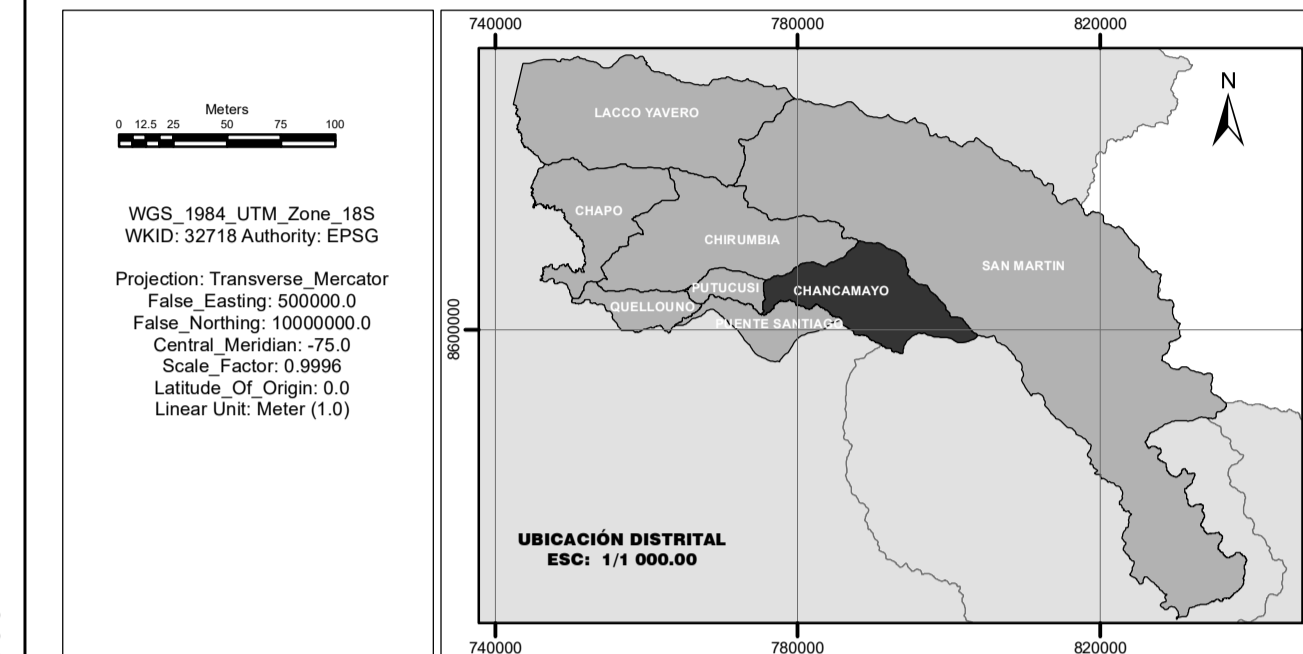 Meters
0 12.5 25 50 75 100
WGS_1984_UTM_Zone_18S
WKID: 32718 Authority: EPSG
Projection: Transverse_Mercator
False_Easting: 500000.0
False_Northing: 10000000.0
Central_Meridian: -75.0
Scale_Factor: 0.9996
Latitude_Of_Origin: 0.0
Linear Unit: Meter (1.0)
740000 780000 820000
N
LACCO YAVERO
CHAPO
CHIRUMBIA
SAN MARTIN
PUTUCUSI
CHANCAMAYO
QUELLOUNO
PUENTE SANTIAGO
8600000
UBICACIÓN DISTRITAL
ESC: 1/1 000.00
740000 780000 820000